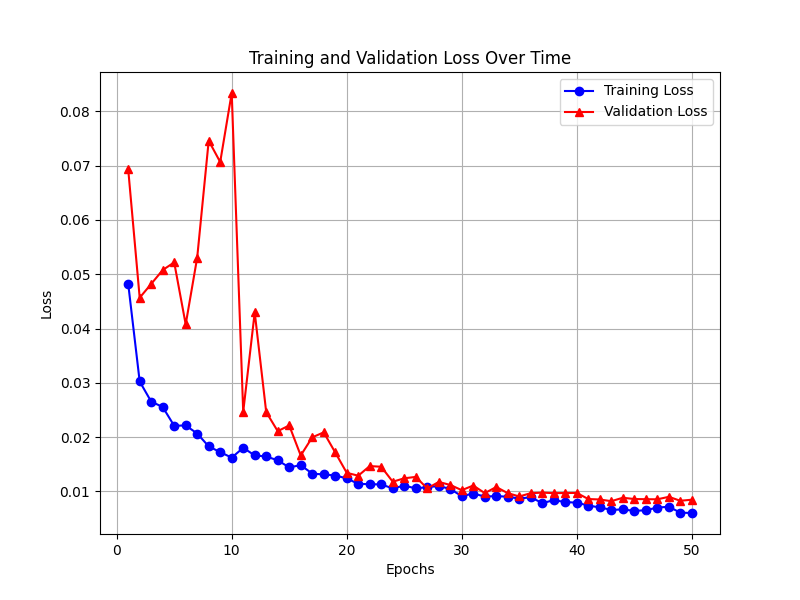 Training and Validation Loss Over Time
Training Loss
Validation Loss
0.08
0.07
0.06
0.05
0.04
0.03
0.02
0.01
Loss
0 10 20 30 40 50
Epochs